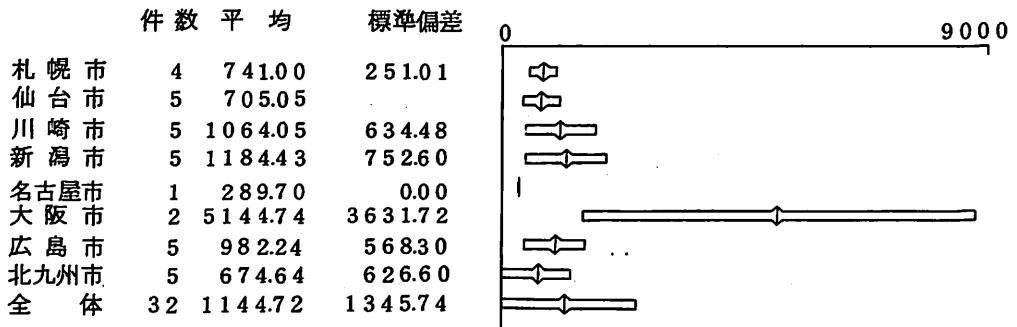 件数 平均 標準偏差 0 9000
札幌市 4 741.00 251.01
仙台市 5 705.05
川崎市 5 1064.05 634.48
新潟市 5 1184.43 752.60
名古屋市 1 289.70 0.00
大阪市 2 5144.74 3631.72
広島市 5 982.24 568.30
北九州市 5 674.64 626.60
全体 32 1144.72 1345.74